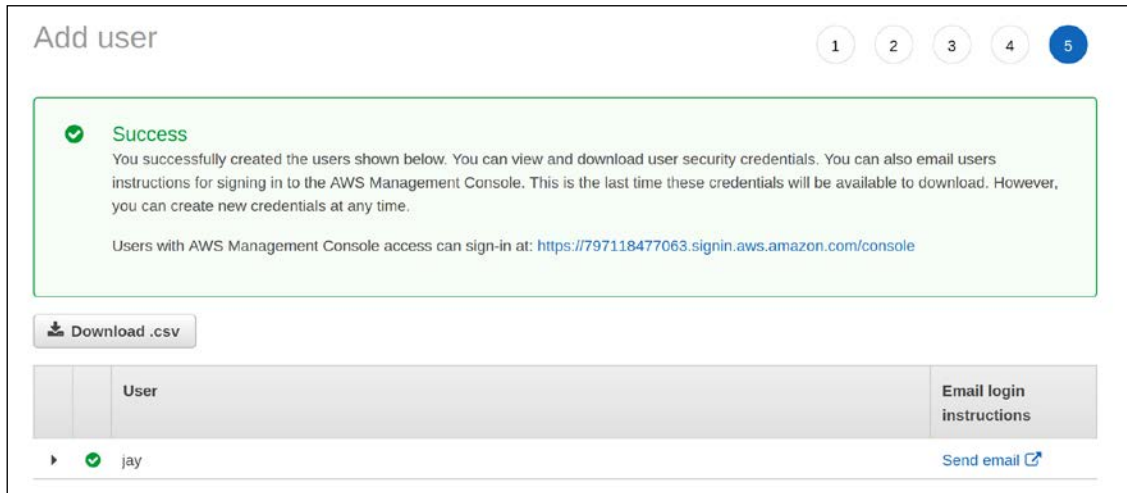 Add user
1 2 3 4 5
Success
You successfully created the users shown below. You can view and download user security credentials. You can also email users
instructions for signing in to the AWS Management Console. This is the last time these credentials will be available to download. However,
you can create new credentials at any time.
Users with AWS Management Console access can sign-in at: https://797118477063.signin.aws.amazon.com/console
Download .csv
User
Email login
instructions
jay
Send email